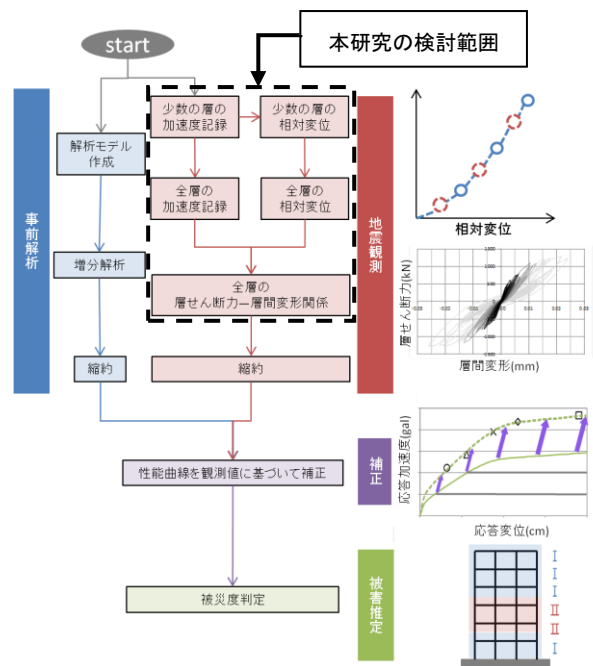 本研究の検討範囲
start
少数の層の
加速度記録
少数の層の
相対変位
解析モデル
作成
全層の
加速度記録
全層の
相対変位
事前解析
地震観測
増分解析
全層の
層せん断力ー層間変形関係
縮約
縮約
相対変位
層せん断力(kN)
層間変形(mm)
性能曲線を観測値に基づいて補正
補正
応答加速度(gal)
応答変位(cm)
被災度判定
被害推定
I
I
I
II
II
I